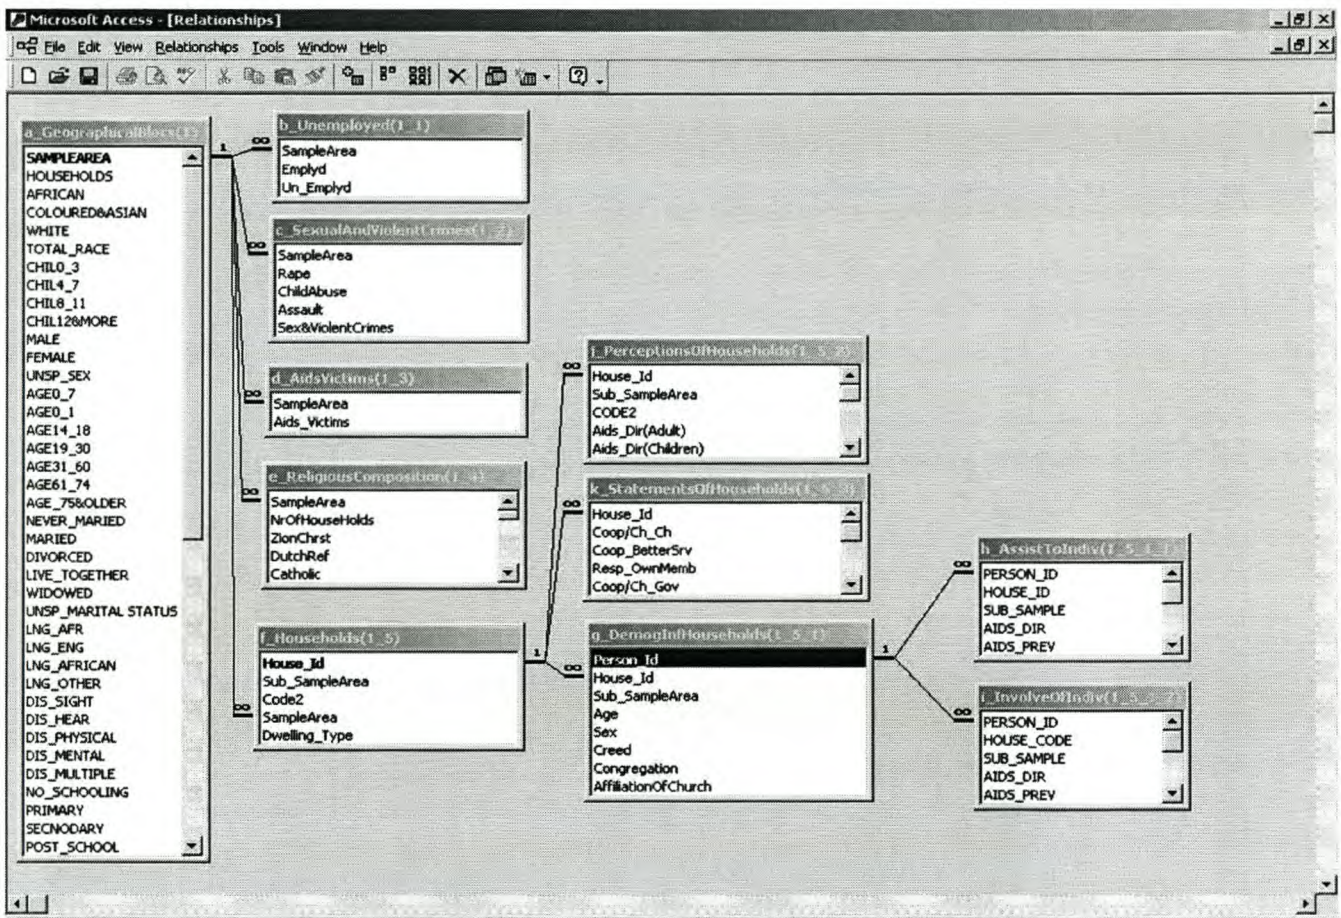 Microsoft Access - [Relationships]
File Edit View Relationships Tools Window Help
a_GeographicalBlocs(1)
SAMPLEAREA
HOUSEHOLDS
AFRICAN
COLOURED&ASIAN
WHITE
TOTAL_RACE
CHIL0_3
CHIL4_7
CHIL8_11
CHIL12&MORE
MALE
FEMALE
UNSP_SEX
AGE0_7
AGE0_1
AGE14_18
AGE19_30
AGE31_60
AGE61_74
AGE_75&OLDER
NEVER_MARIED
MARIED
DIVORCED
LIVE_TOGETHER
WIDOWED
UNSP_MARITAL STATUS
LNG_AFR
LNG_ENG
LNG_AFRICAN
LNG_OTHER
DIS_SIGHT
DIS_HEAR
DIS_PHYSICAL
DIS_MENTAL
DIS_MULTIPLE
NO_SCHOOLING
PRIMARY
SECNODARY
POST_SCHOOL
1
∞
b_Unemployed(1_1)
SampleArea
Emplyd
Un_Emplyd
∞
c_SexualAndViolentCrimes(1_2)
SampleArea
Rape
ChildAbuse
Assault
Sex&ViolentCrimes
∞
d_AidsVictims(1_3)
SampleArea
Aids_Victims
∞
e_ReligiousComposition(1_4)
SampleArea
NrOfHouseHolds
ZionChrst
DutchRef
Catholic
∞
f_Households(1_5)
House_Id
Sub_SampleArea
Code2
SampleArea
Dwelling_Type
1
∞
j_PerceptionsOfHouseholds(1_5_2)
House_Id
Sub_SampleArea
CODE2
Aids_Dir(Adult)
Aids_Dir(Children)
∞
k_StatementsOfHouseholds(1_5_3)
House_Id
Coop/Ch_Ch
Coop_BetterSrv
Resp_OwnMemb
Coop/Ch_Gov
∞
g_DemogInfHouseholds(1_5_1)
Person_Id
House_Id
Sub_SampleArea
Age
Sex
Creed
Congregation
AffiliationOfChurch
1
∞
h_AssistToIndiv(1_5_1_1)
PERSON_ID
HOUSE_ID
SUB_SAMPLE
AIDS_DIR
AIDS_PREV
∞
PERSON_ID
HOUSE_CODE
SUB_SAMPLE
AIDS_DIR
AIDS_PREV